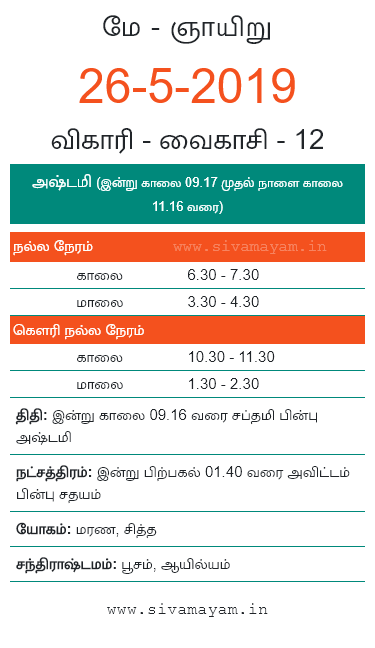 மே - ஞாயிறு
26-5-2019
விகாரி - வைகாசி - 12
அஷ்டமி (இன்று காலை 09.17 முதல் நாளை காலை
11.16 வரை)
நல்ல நேரம் www.sivamayam.in
காலை 6.30 - 7.30
மாலை 3.30 - 4.30
கௌரி நல்ல நேரம்
காலை 10.30 - 11.30
மாலை 1.30 - 2.30
திதி: இன்று காலை 09.16 வரை சப்தமி பின்பு
அஷ்டமி
நட்சத்திரம்: இன்று பிற்பகல் 01.40 வரை அவிட்டம்
பின்பு சதயம்
யோகம்: மரண, சித்த
சந்திராஷ்டமம்: பூசம், ஆயில்யம்
www.sivamayam.in